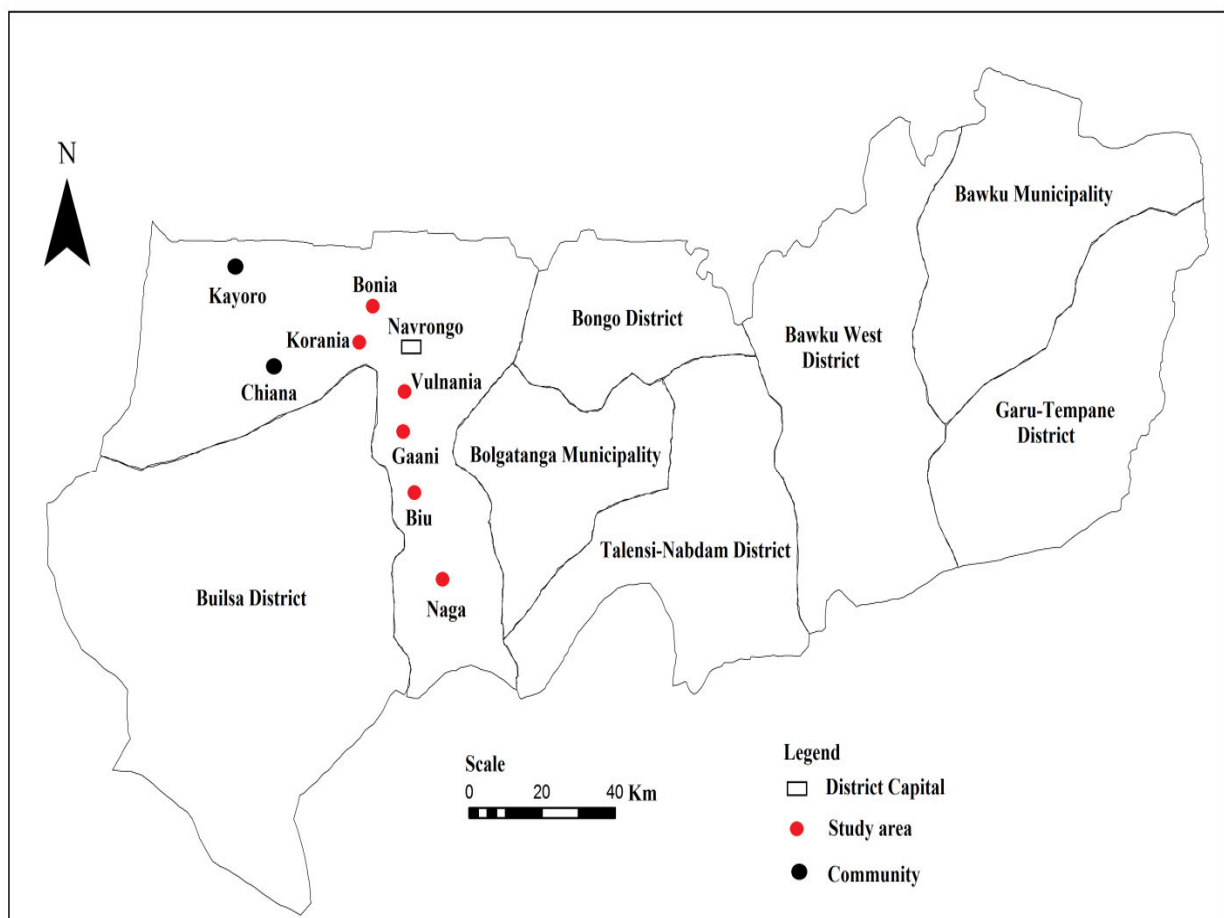 N
Kayoro
Bonia
Korania
Navrongo
Chiana
Vulnania
Gaani
Biu
Naga
Builsa District
Bongo District
Bolgatanga Municipality
Talensi-Nabdam District
Bawku West
District
Bawku Municipality
Garu-Tempane
District
Scale
0 20 40 Km
Legend
District Capital
Study area
Community